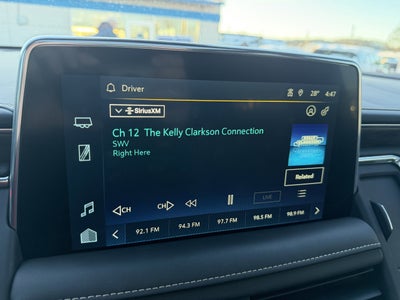 Driver
28° 4:47
SiriusXM
Ch 12 The Kelly Clarkson Connection
SWV
Right Here
Related
CH CH LIVE
92.1 FM 94.3 FM 97.7 FM 98.5 FM 98.9 FM